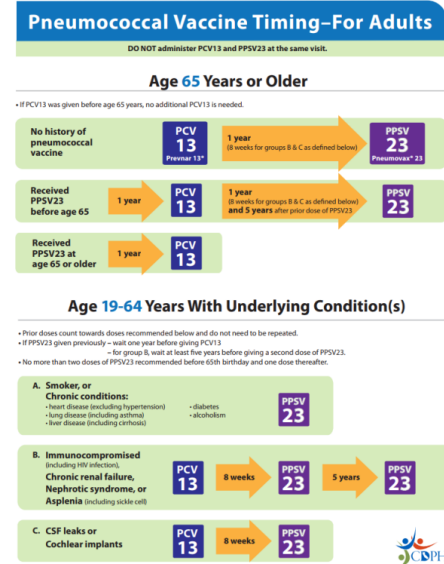 Pneumococcal Vaccine Timing–For Adults
DO NOT administer PCV13 and PPSV23 at the same visit.
Age 65 Years or Older
• If PCV13 was given before age 65 years, no additional PCV13 is needed.
No history of
pneumococcal
vaccine
PCV
13
Prevnar 13*
1 year
(8 weeks for groups B & C as defined below)
PPSV
23
Pneumovax* 23
Received
PPSV23
before age 65
1 year
PCV
13
1 year
(8 weeks for groups B & C as defined below)
and 5 years after prior dose of PPSV23
PPSV
23
Received
PPSV23 at
age 65 or older
1 year
PCV
13
Age 19-64 Years With Underlying Condition(s)
• Prior doses count towards doses recommended below and do not need to be repeated.
• If PPSV23 given previously – wait one year before giving PCV13
– for group B, wait at least five years before giving a second dose of PPSV23.
• No more than two doses of PPSV23 recommended before 65th birthday and one dose thereafter.
A. Smoker, or
Chronic conditions:
• heart disease (excluding hypertension)
• lung disease (including asthma)
• liver disease (including cirrhosis)
• diabetes
• alcoholism
PPSV
23
B. Immunocompromised
(including HIV infection),
Chronic renal failure,
Nephrotic syndrome, or
Asplenia (including sickle cell)
PCV
13
8 weeks
PPSV
23
5 years
PPSV
23
C. CSF leaks or
Cochlear implants
PCV
13
8 weeks
PPSV
23
CDPH